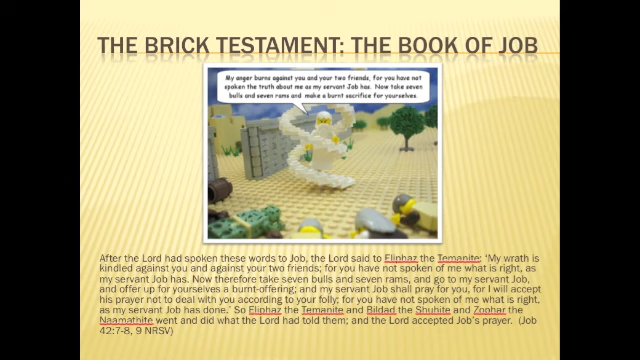 THE BRICK TESTAMENT: THE BOOK OF JOB
My anger burns against you and your two friends, for you have not
spoken the truth about me as my servant Job has. Now take seven
bulls and seven rams and make a burnt sacrifice for yourselves.
After the Lord had spoken these words to Job, the Lord said to Eliphaz the Temanite: ‘My wrath is
kindled against you and against your two friends; for you have not spoken of me what is right, as
my servant Job has. Now therefore take seven bulls and seven rams, and go to my servant Job,
and offer up for yourselves a burnt-offering; and my servant Job shall pray for you, for I will accept
his prayer not to deal with you according to your folly; for you have not spoken of me what is right,
as my servant Job has done.’ So Eliphaz the Temanite and Bildad the Shuhite and Zophar the
Naamathite went and did what the Lord had told them; and the Lord accepted Job’s prayer. (Job
42:7-8, 9 NRSV)